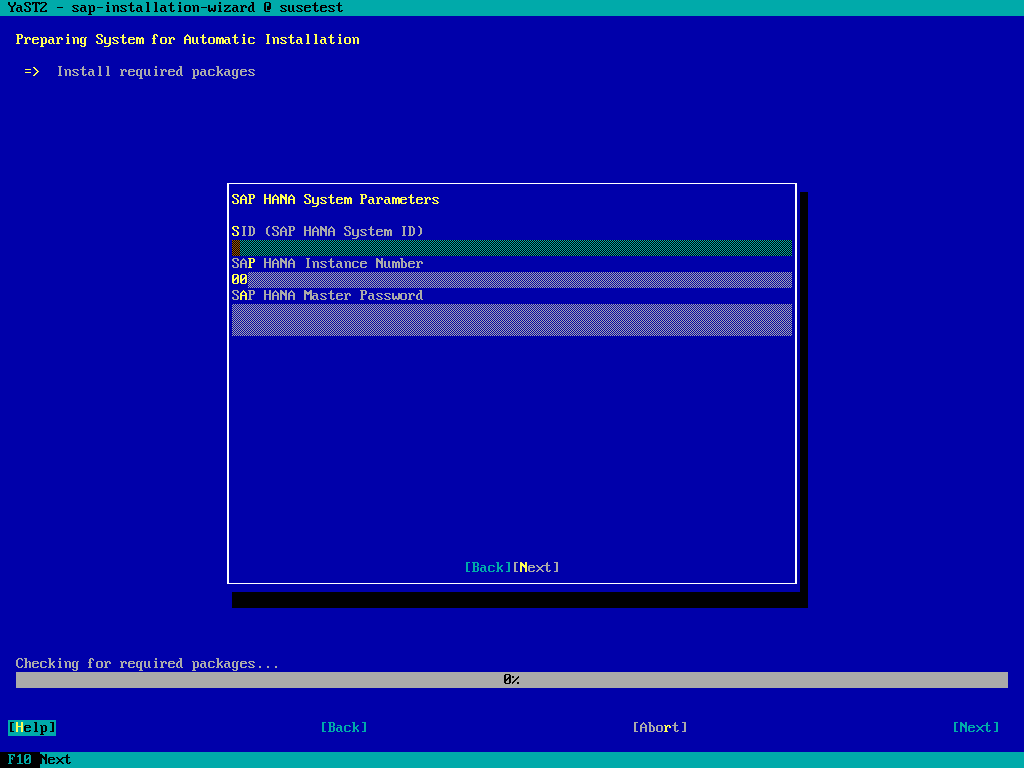 YaST2 - sap-installation-wizard @ susetest
Preparing System for Automatic Installation
=> Install required packages
SAP HANA System Parameters
SID (SAP HANA System ID)
SAP HANA Instance Number
00
SAP HANA Master Password
[Back][Next]
Checking for required packages...
0%
[Help] [Back] [Abort] [Next]
F10 Next